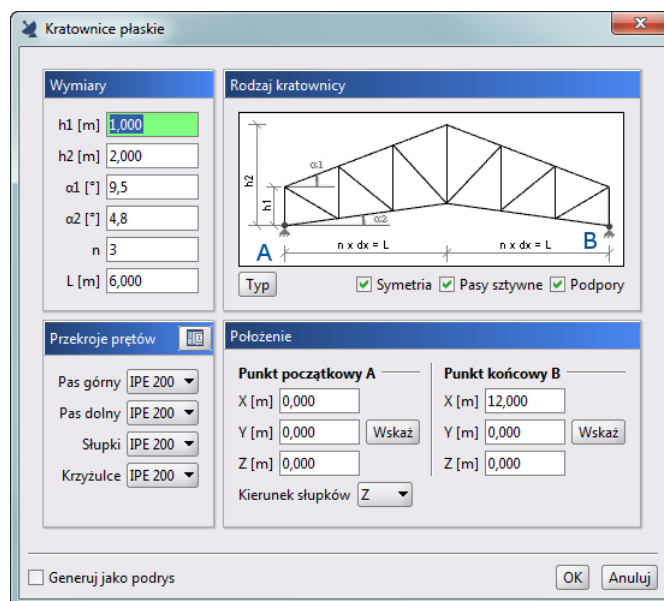 Kratownice płaskie
Wymiary
h1 [m] 1,000
h2 [m] 2,000
α1 [°] 9,5
α2 [°] 4,8
n 3
L [m] 6,000
Rodzaj kratownicy
h2
h1
α1
α2
A
B
n x dx = L
n x dx = L
Typ
Symetria
Pasy sztywne
Podpory
Przekroje prętów
Pas górny IPE 200
Pas dolny IPE 200
Słupki IPE 200
Krzyżulce IPE 200
Położenie
Punkt początkowy A
X [m] 0,000
Y [m] 0,000 Wskaż
Z [m] 0,000
Kierunek słupków Z
Punkt końcowy B
X [m] 12,000
Y [m] 0,000 Wskaż
Z [m] 0,000
Generuj jako podrys
OK
Anuluj